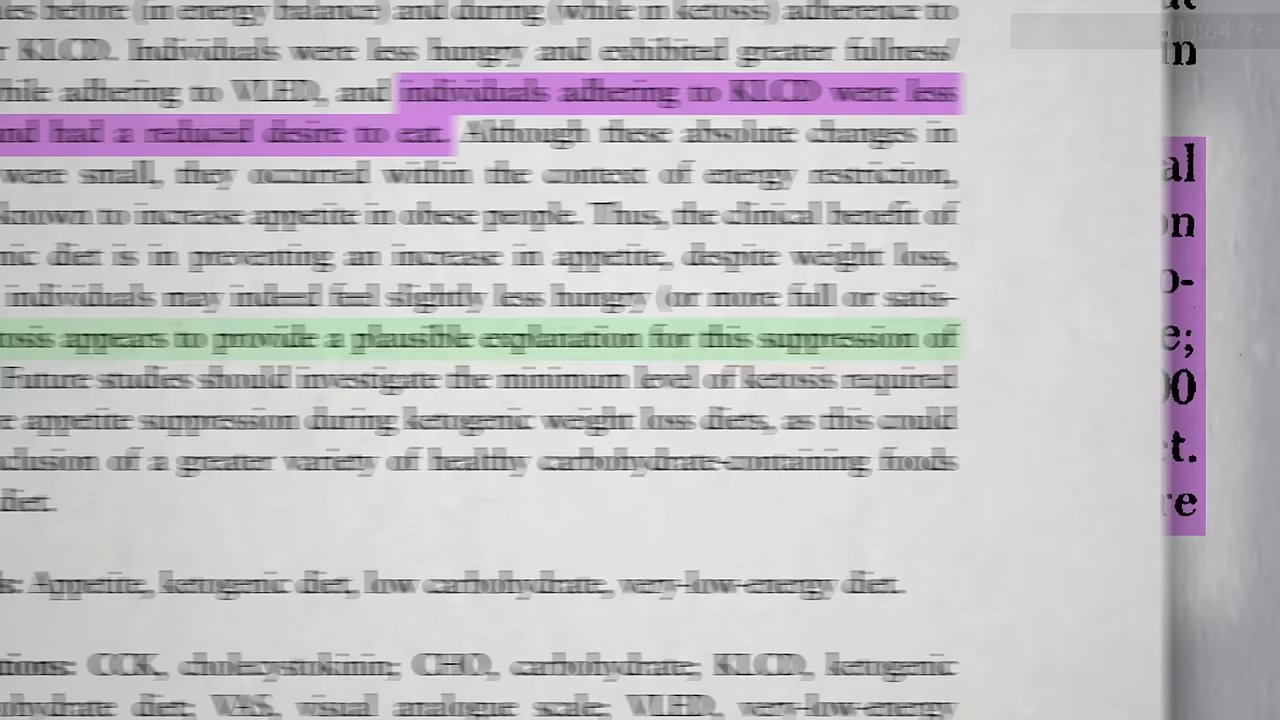 before (in energy balance) and during (while in ketosis) adherence to
KLCD. Individuals were less hungry and exhibited greater fullness/
while adhering to VLED, and individuals adhering to KLCD were less
and had a reduced desire to eat. Although these absolute changes in
were small, they occurred within the context of energy restriction,
known to increase appetite in obese people. Thus, the clinical benefit of
nic diet is in preventing an increase in appetite, despite weight loss,
individuals may indeed feel slightly less hungry (or more full or satis-
tosis appears to provide a plausible explanation for this suppression of
Future studies should investigate the minimum level of ketosis required
e appetite suppression during ketogenic weight loss diets, as this could
clusion of a greater variety of healthy carbohydrate-containing foods
diet.
s: Appetite, ketogenic diet, low carbohydrate, very-low-energy diet.
tions: CCK, cholecystokinin; CHO, carbohydrate; KLCD, ketogenic
ohydrate diet; VAS, visual analogue scale; VLED, very-low-energy
in
al
on
o-
e;
00
et.
re